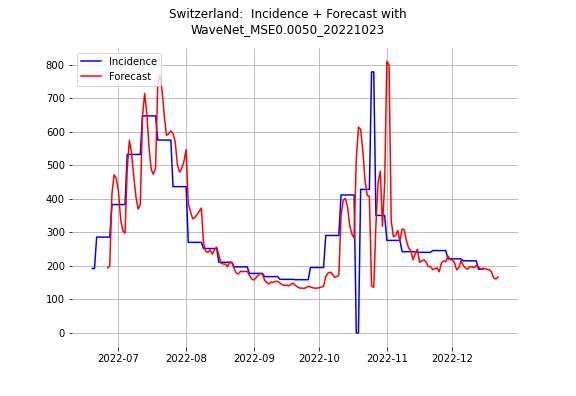 Switzerland:  Incidence + Forecast with
WaveNet_MSE0.0050_20221023
Incidence
Forecast
800
700
600
500
400
300
200
100
0
2022-07 2022-08 2022-09 2022-10 2022-11 2022-12